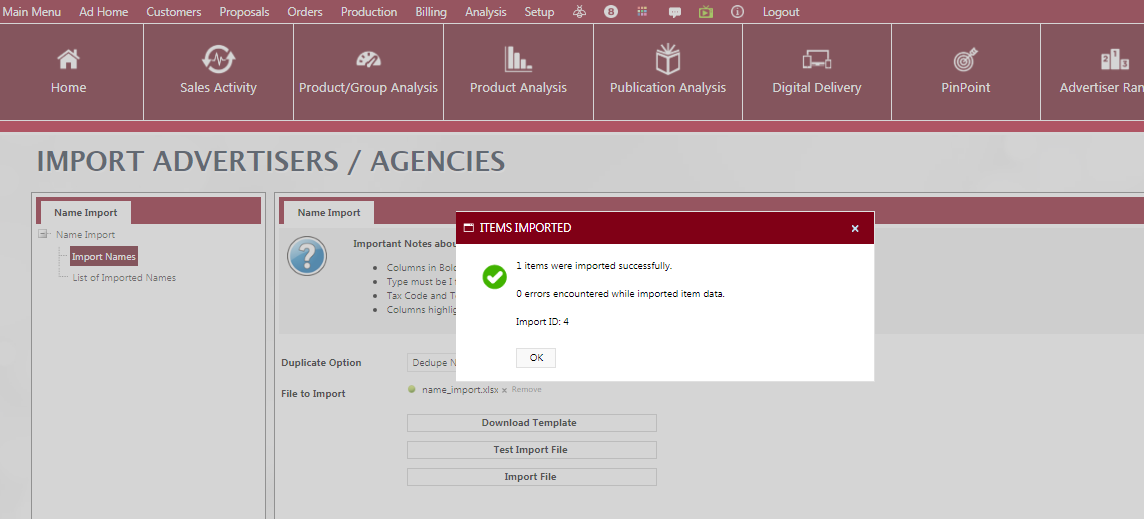 Main Menu Ad Home Customers Proposals Orders Production Billing Analysis Setup 8 Logout
Home Sales Activity Product/Group Analysis Product Analysis Publication Analysis Digital Delivery PinPoint Advertiser Ran
IMPORT ADVERTISERS / AGENCIES
Name Import
Name Import
Import Names
List of Imported Names
Name Import
Important Notes abou
Columns in Bold
Type must be I
Tax Code and T
Columns highlig
ITEMS IMPORTED x
1 items were imported successfully.
0 errors encountered while imported item data.
Import ID: 4
OK
Duplicate Option Dedupe N
File to Import name_import.xlsx x Remove
Download Template
Test Import File
Import File